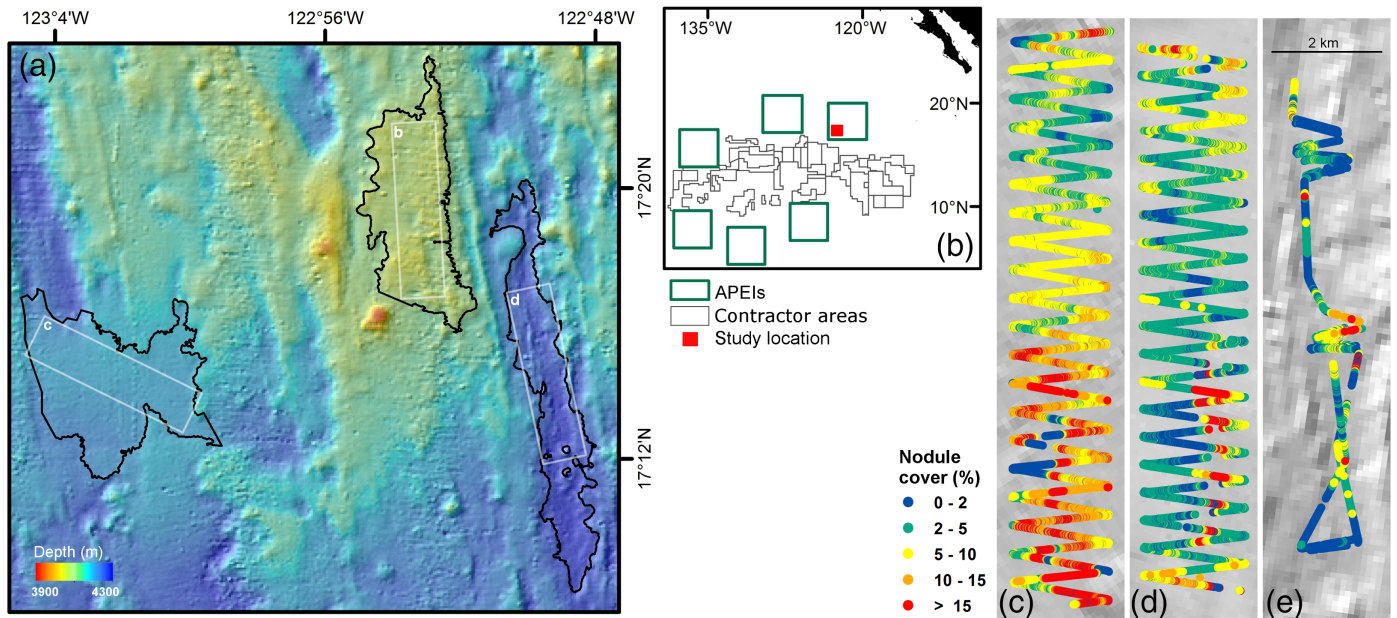 123°4'W 122°56'W 122°48'W
(a)
b
c
d
17°20'N
17°12'N
Depth (m)
3900 4300
135°W 120°W
20°N
10°N
(b)
APEIs
Contractor areas
Study location
Nodule
cover (%)
0 - 2
2 - 5
5 - 10
10 - 15
> 15
(c)
(d)
2 km
(e)